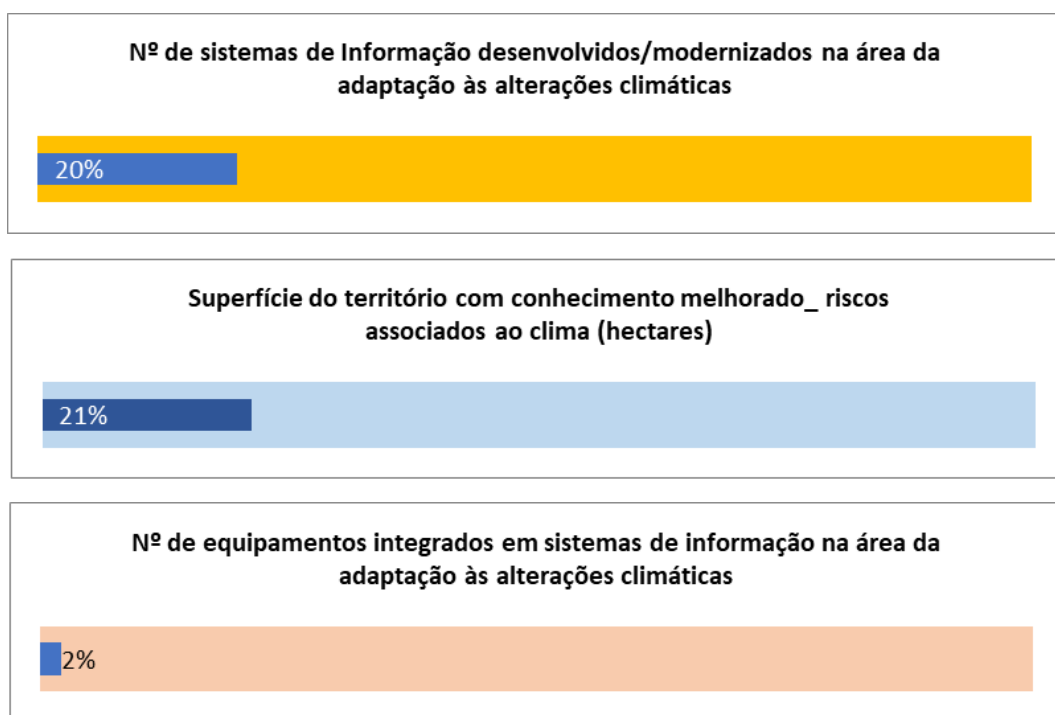 Nº de sistemas de Informação desenvolvidos/modernizados na área da
adaptação às alterações climáticas
20%
Superfície do território com conhecimento melhorado_ riscos
associados ao clima (hectares)
21%
Nº de equipamentos integrados em sistemas de informação na área da
adaptação às alterações climáticas
2%